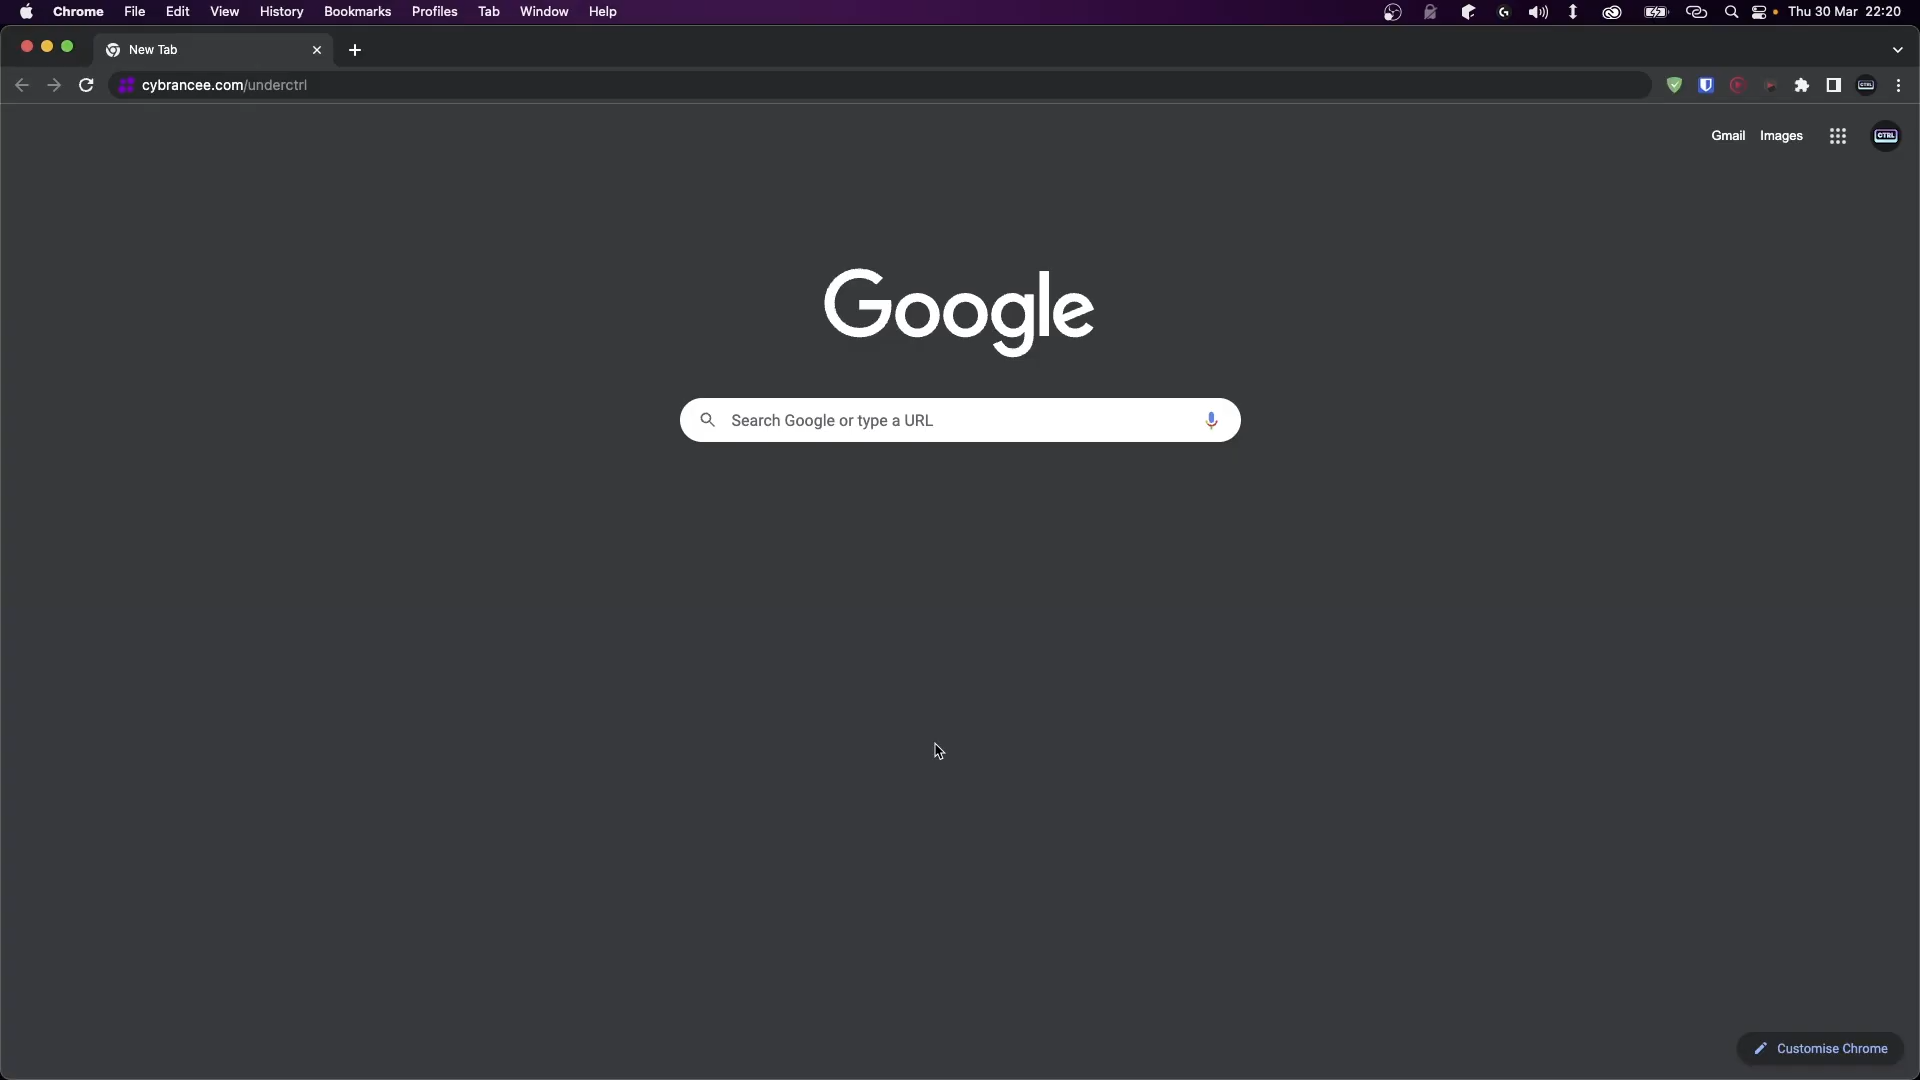 Chrome File Edit View History Bookmarks Profiles Tab Window Help Thu 30 Mar 22:20
New Tab
cybrancee.com/underctrl
Gmail Images CTRL
Google
Search Google or type a URL
Customise Chrome